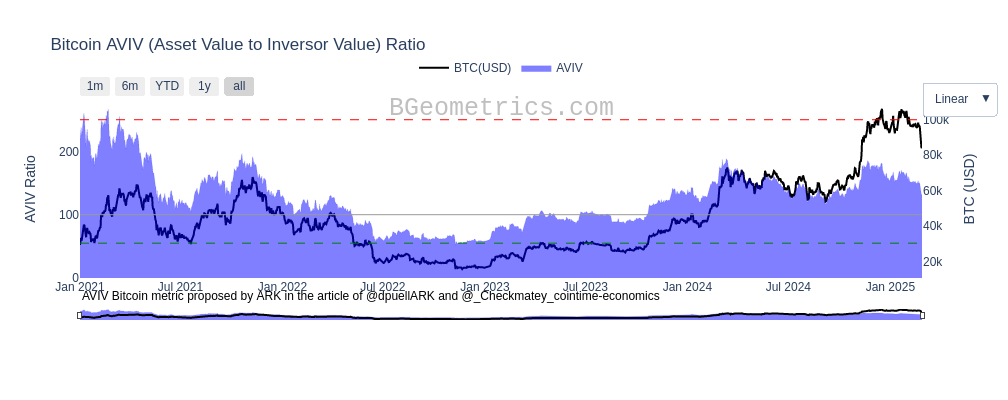 Bitcoin AVIV (Asset Value to Inversor Value) Ratio
BTC(USD) AVIV
1m 6m YTD 1y all
Linear ▼
BGeometrics.com
100k
200
80k
60k
100
40k
20k
0
AVIV Ratio
BTC (USD)
Jan 2021 Jul 2021 Jan 2022 Jul 2022 Jan 2023 Jul 2023 Jan 2024 Jul 2024 Jan 2025
AVIV Bitcoin metric proposed by ARK in the article of @dpuellARK and @_Checkmatey_cointime-economics